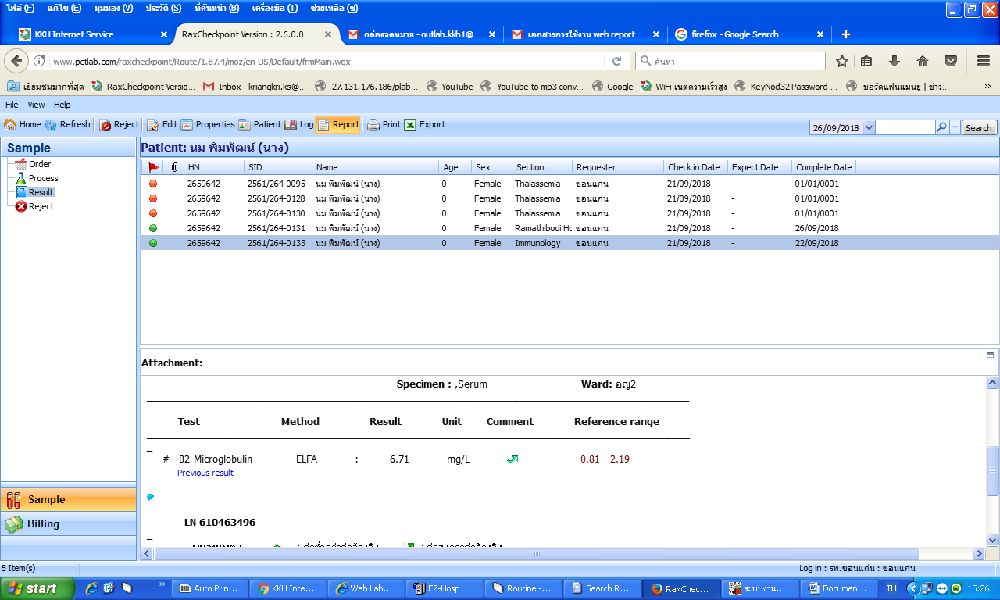 ไฟล์ (F) แก้ไข (E) มุมมอง (V) ประวัติ (S) ที่คั่นหน้า (B) เครื่องมือ (T) ช่วยเหลือ (ช)
KKH Internet Service × RaxCheckpoint Version : 2.6.0.0 × กล่องจดหมาย - outlab.kkh1@... × เอกสารการใช้งาน web report ... × firefox - Google Search × +
www.pctlab.com/raxcheckpoint/Route/1.87.4/moz/en-US/Default/frmMain.wgx ค้นหา
เยี่ยมชมมากที่สุด RaxCheckpoint Versio... Inbox - kriangkri.ks@... 27.131.176.186/plab... YouTube YouTube to mp3 conv... Google WiFi เนตความเร็วสูง KeyNod32 Password ... บอร์ดแฟนแมนยู | ข่าว... »
File View Help
Home Refresh Reject Edit Properties Patient Log Report Print Export 26/09/2018 Search
Sample
Patient: นม พิมพ์พัฒน์ (นาง)
Order
Process
Result
Reject
HN SID Name Age Sex Section Requester Check in Date Expect Date Complete Date
2659642 2561/264-0095 นม พิมพัฒน์ (นาง) 0 Female Thalassemia ขอนแก่น 21/09/2018 - 01/01/0001
2659642 2561/264-0128 นม พิมพัฒน์ (นาง) 0 Female Thalassemia ขอนแก่น 21/09/2018 - 01/01/0001
2659642 2561/264-0130 นม พิมพัฒน์ (นาง) 0 Female Thalassemia ขอนแก่น 21/09/2018 - 01/01/0001
2659642 2561/264-0131 นม พิมพัฒน์ (นาง) 0 Female Ramathibodi Ho ขอนแก่น 21/09/2018 - 26/09/2018
2659642 2561/264-0133 นม พิมพัฒน์ (นาง) 0 Female Immunology ขอนแก่น 21/09/2018 - 22/09/2018
Attachment:
Specimen : ,Serum Ward: อญ2
Test Method Result Unit Comment Reference range
# B2-Microglobulin ELFA : 6.71 mg/L 0.81 - 2.19
Previous result
LN 610463496
Sample
Billing
5 Item(s) Log in : รพ.ขอนแก่น : ขอนแก่น
start » Auto Prin... KKH Inte... Web Lab... EZ-Hosp Routine -... Search R... RaxChec... ระบบงาน... Documen... TH 15:26